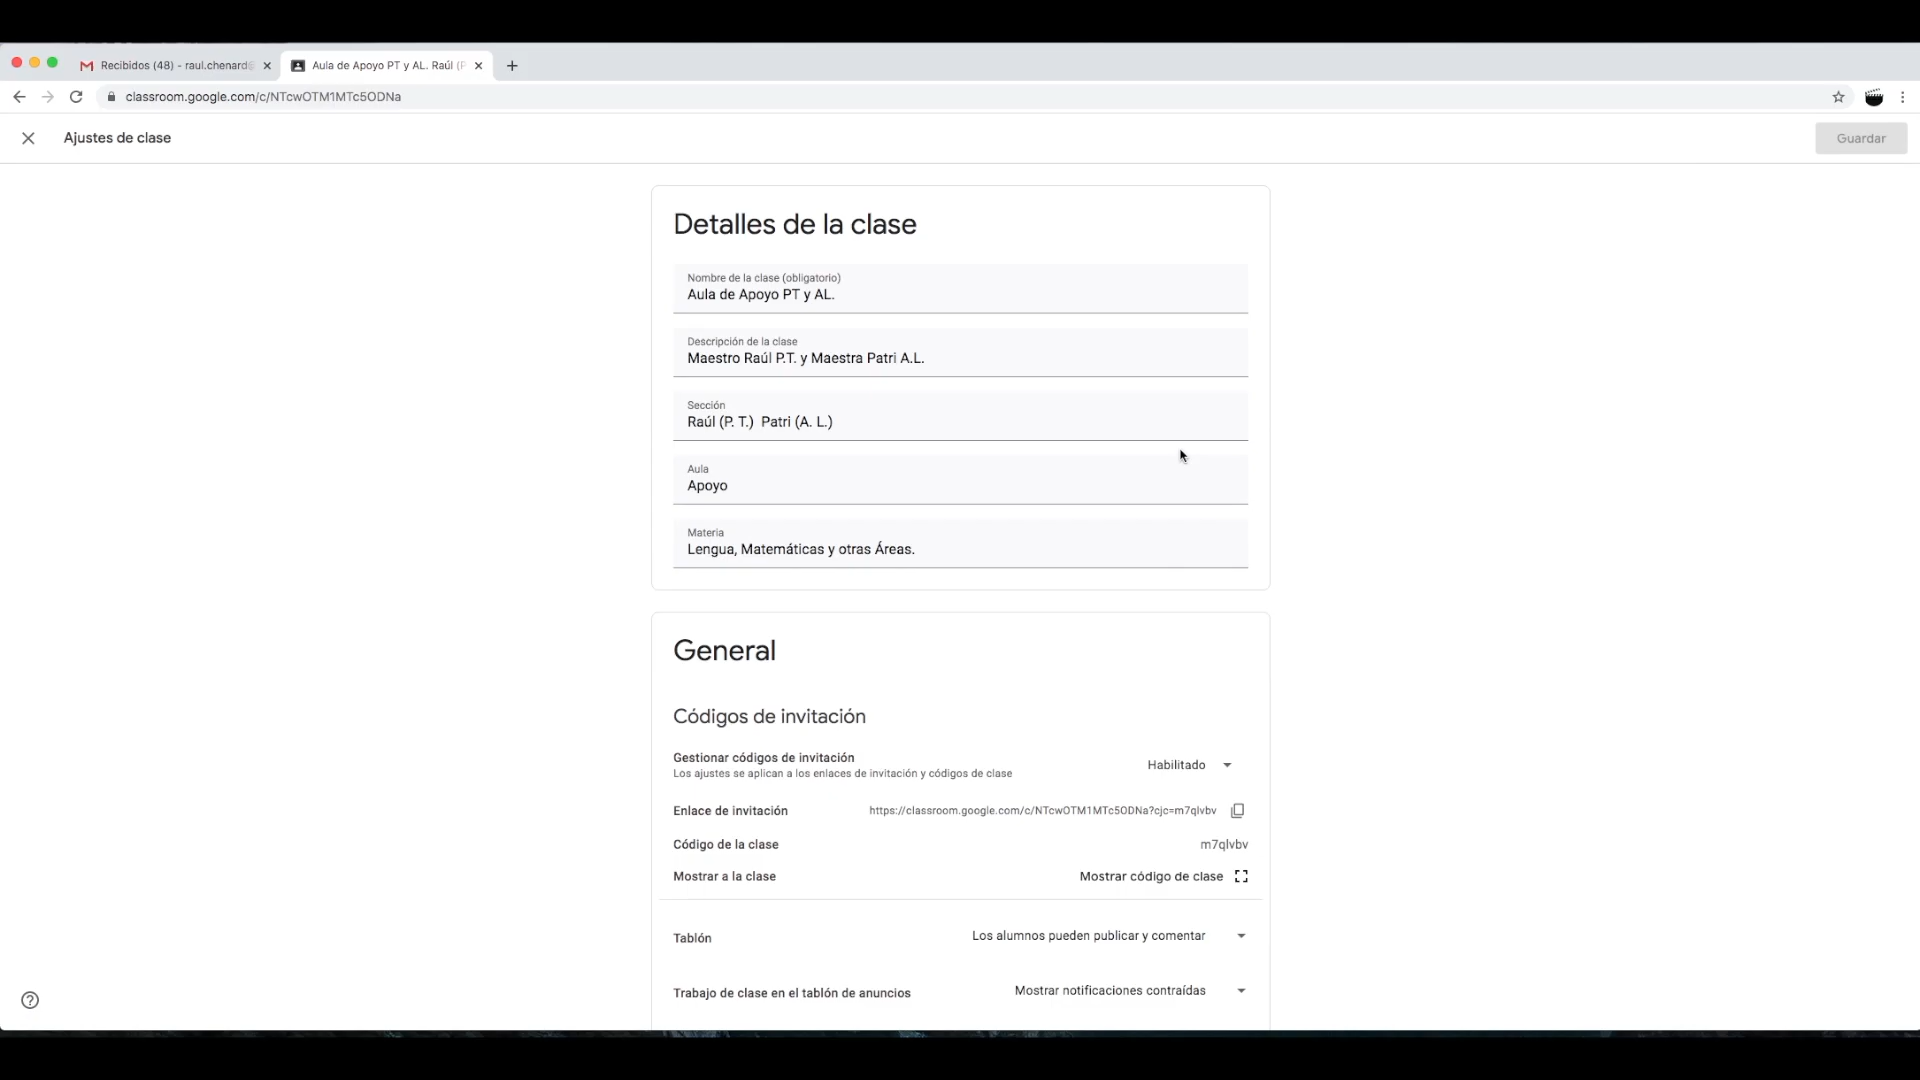 Recibidos (48) - raul.chenard@
Aula de Apoyo PT y AL. Raúl (P
classroom.google.com/c/NTcwOTM1MTc5ODNa
Ajustes de clase
Guardar
Detalles de la clase
Nombre de la clase (obligatorio)
Aula de Apoyo PT y AL.
Descripción de la clase
Maestro Raúl P.T. y Maestra Patri A.L.
Sección
Raúl (P. T.)  Patri (A. L.)
Aula
Apoyo
Materia
Lengua, Matemáticas y otras Áreas.
General
Códigos de invitación
Gestionar códigos de invitación
Habilitado
Los ajustes se aplican a los enlaces de invitación y códigos de clase
Enlace de invitación https://classroom.google.com/c/NTcwOTM1MTc5ODNa?cjc=m7qlvbv
Código de la clase m7qlvbv
Mostrar a la clase Mostrar código de clase
Tablón Los alumnos pueden publicar y comentar
Trabajo de clase en el tablón de anuncios Mostrar notificaciones contraídas